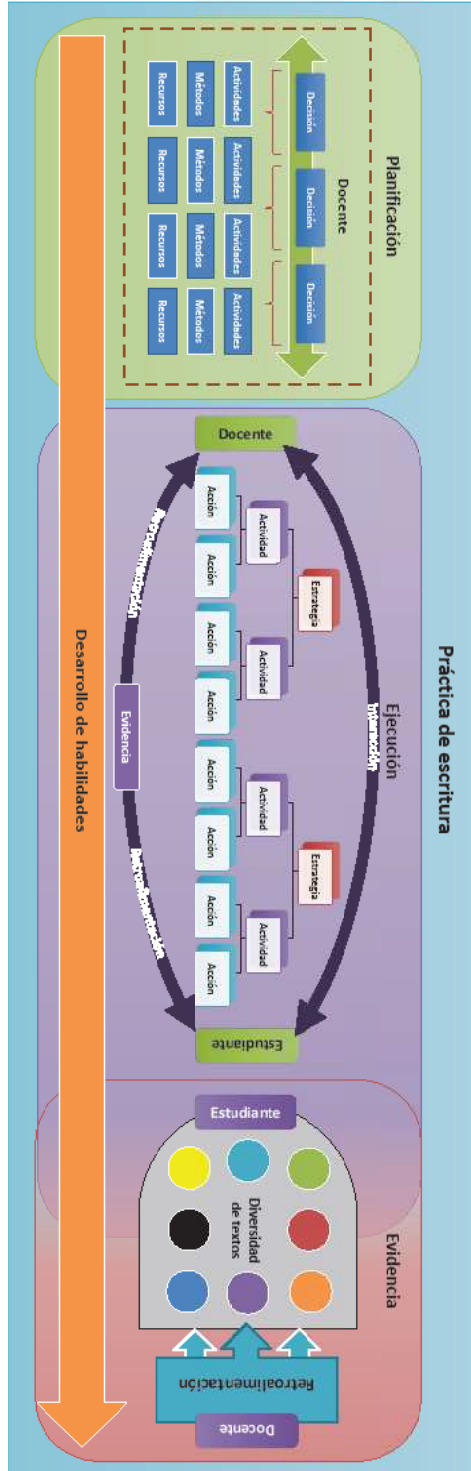 Práctica de escritura
Planificación
Docente
Decisión
Decisión
Decisión
Actividades
Actividades
Actividades
Actividades
Métodos
Métodos
Métodos
Métodos
Recursos
Recursos
Recursos
Recursos
Ejecución
Interacción
Docente
Estrategia
Estrategia
Actividad
Actividad
Actividad
Actividad
Acción
Acción
Acción
Acción
Acción
Acción
Acción
Acción
Estudiante
Retroalimentación
Evidencia
Retroalimentación
Evidencia
Estudiante
Diversidad
de textos
Retroalimentación
Docente
Desarrollo de habilidades